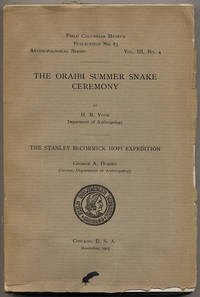 Field Columbian Museum
Publication No. 83
Anthropological Series Vol. III, No. 4
THE ORAIBI SUMMER SNAKE
CEREMONY
BY
H. R. Voth
Department of Anthropology
THE STANLEY McCORMICK HOPI EXPEDITION
George A. Dorsey
Curator, Department of Anthropology
Chicago, U. S. A.
November, 1903